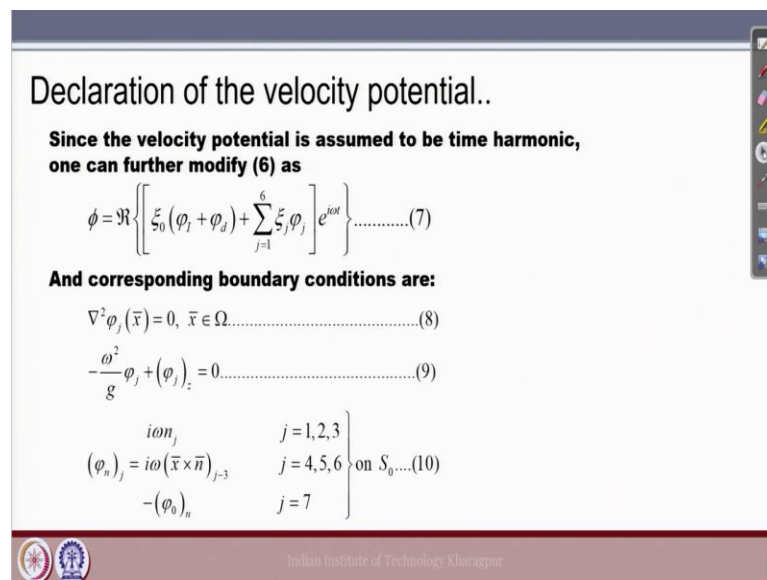 Declaration of the velocity potential..
Since the velocity potential is assumed to be time harmonic,
one can further modify (6) as
ϕ = ℜ{[ξ₀(φ_I + φ_d) + ∑_{j=1}^{6} ξ_jφ_j]e^{iωt}}............(7)
And corresponding boundary conditions are:
∇²φ_j(x̄) = 0, x̄ ∈ Ω..........................................(8)
-ω²/g φ_j + (φ_j)_z = 0..........................................(9)
iωn_j j = 1,2,3
(φ_n)_j = iω(x̄ × n̄)_{j-3} j = 4,5,6 } on S₀....(10)
-(φ₀)_n j = 7
Indian Institute of Technology Kharagpur